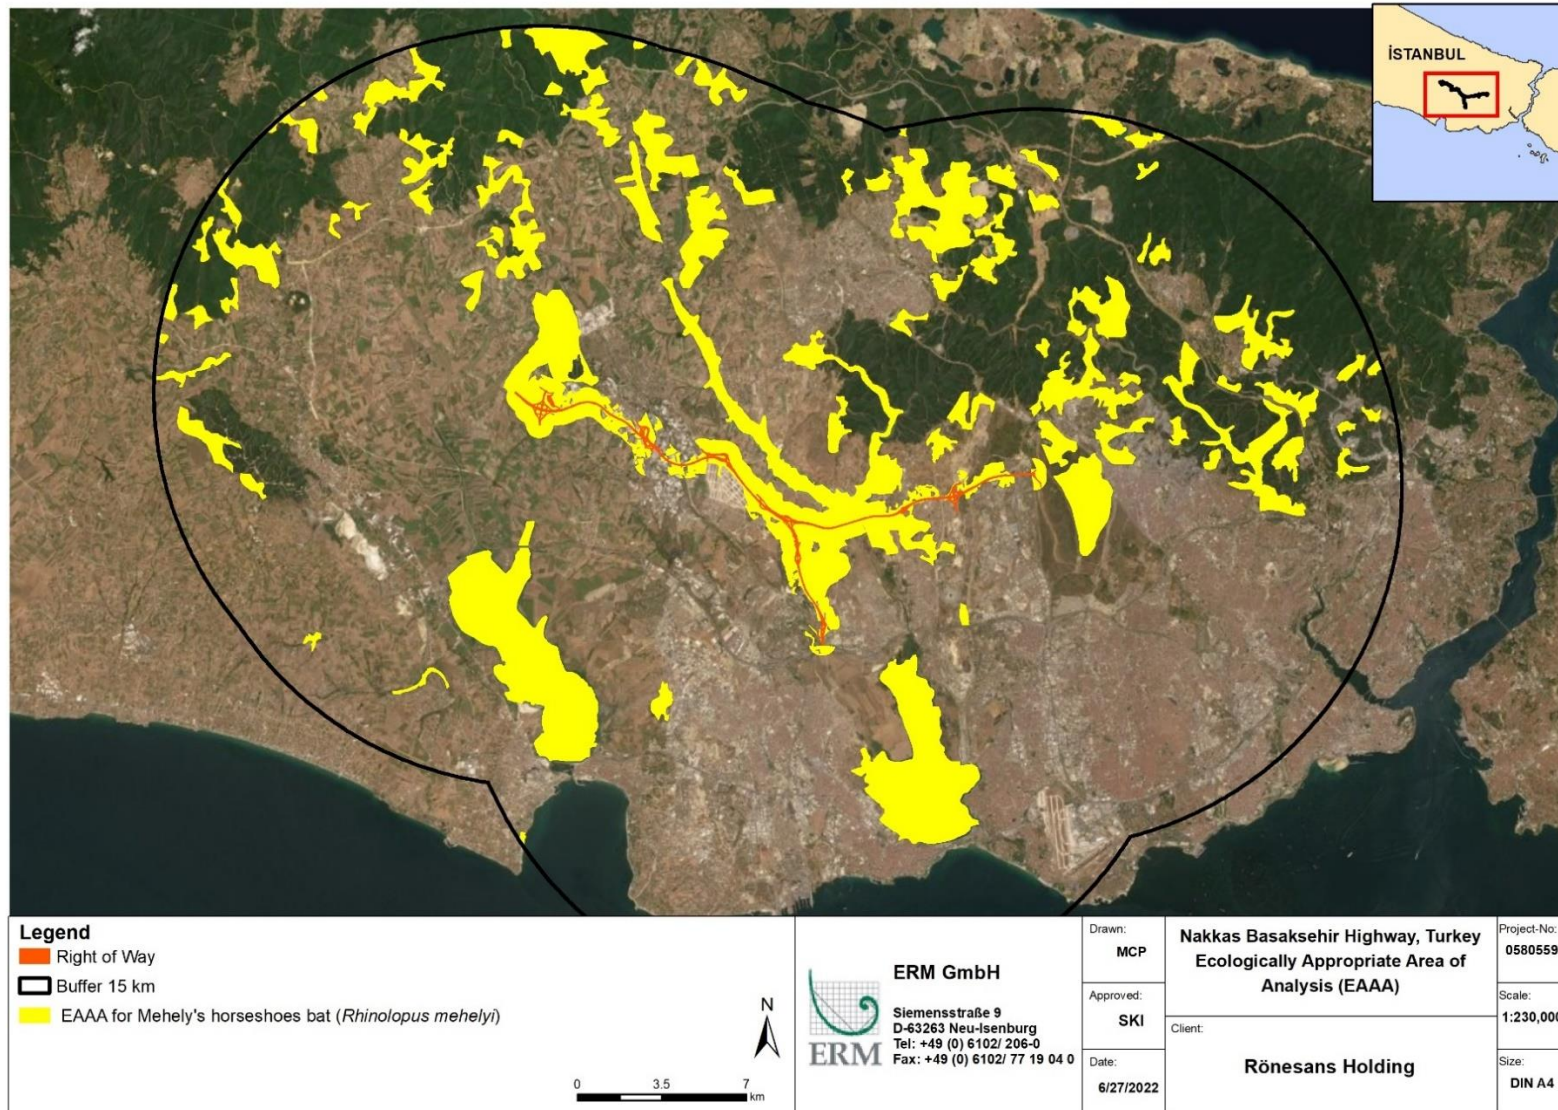 İSTANBUL
Legend
Right of Way
Buffer 15 km
EAAA for Mehely's horseshoes bat (Rhinolopus mehelyi)
N
0 3.5 7
km
ERM
ERM GmbH
Siemensstraße 9
D-63263 Neu-Isenburg
Tel: +49 (0) 6102/ 206-0
Fax: +49 (0) 6102/ 77 19 04 0
Drawn:
MCP
Approved:
SKI
Date:
6/27/2022
Nakkas Basaksehir Highway, Turkey
Ecologically Appropriate Area of
Analysis (EAAA)
Client:
Rönesans Holding
Project-No:
0580559
Scale:
1:230,000
Size:
DIN A4